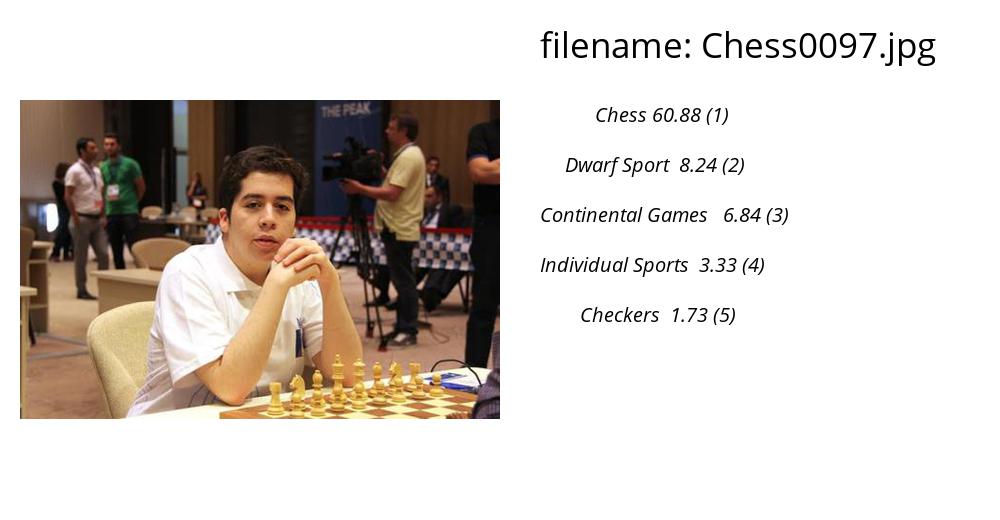 filename: Chess0097.jpg
Chess 60.88 (1)
Dwarf Sport 8.24 (2)
Continental Games 6.84 (3)
Individual Sports 3.33 (4)
Checkers 1.73 (5)
THE PEAK